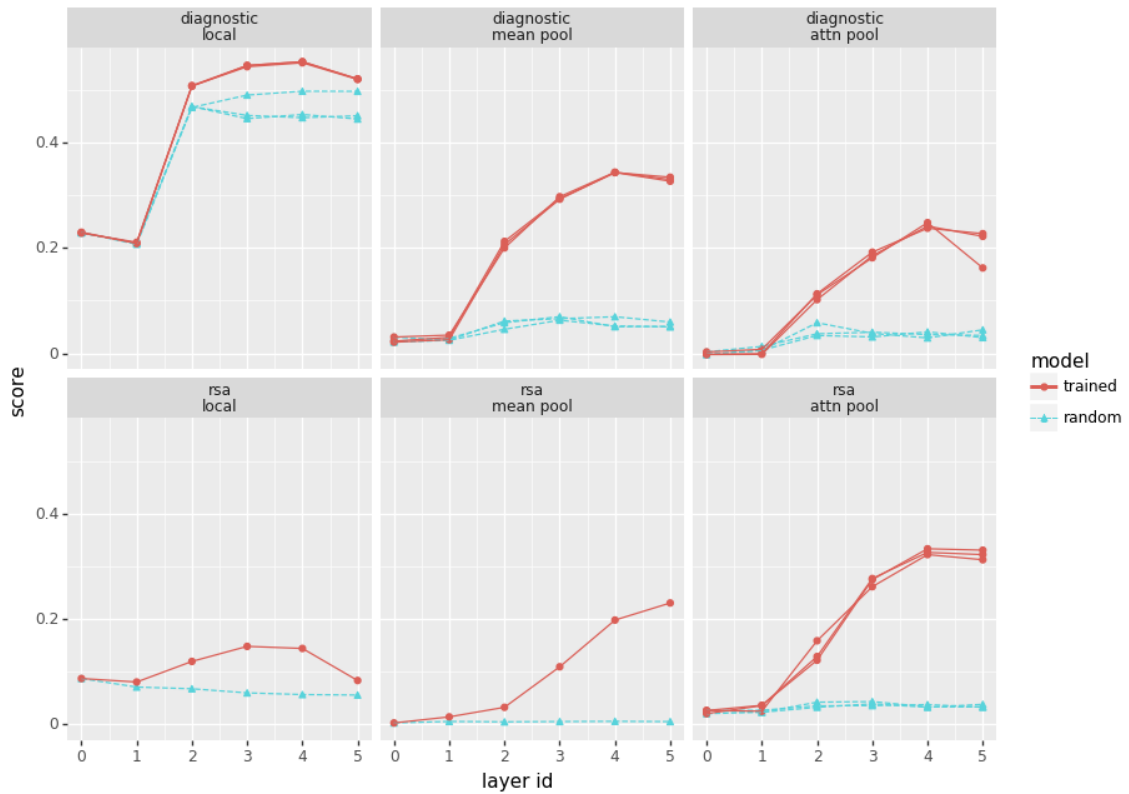 diagnostic
local
diagnostic
mean pool
diagnostic
attn pool
0.4
0.2
0
rsa
local
rsa
mean pool
rsa
attn pool
0.4
0.2
0
0 1 2 3 4 5
0 1 2 3 4 5
0 1 2 3 4 5
layer id
score
model
trained
random